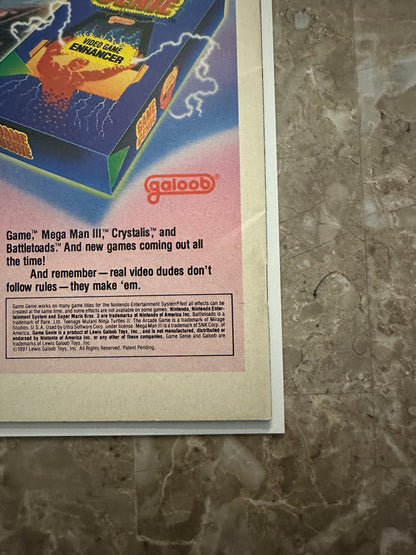 GENIE
galoob
VIDEO GAME
ENHANCER
GAME
GENIE
galoob®
Game,™ Mega Man III,™ Crystalis,™ and
Battletoads.™ And new games coming out all
the time!
And remember — real video dudes don't
follow rules — they make 'em.
Game Genie works on many game titles for the Nintendo Entertainment System.® Not all effects can be
created at the same time, and some effects are not available on some games. Nintendo, Nintendo Enter-
tainment System and Super Mario Bros. 3 are trademarks of Nintendo of America Inc. Battletoads is a
trademark of Rare, Ltd. Teenage Mutant Ninja Turtles II: The Arcade Game is a trademark of Mirage
Studios, U.S.A. Used by Ultra Software Corp. under license. Mega Man III is a trademark of SNK Corp. of
America. Game Genie is a product of Lewis Galoob Toys, Inc., and is not manufactured, distributed or
endorsed by Nintendo of America Inc. or any other of these companies. Game Genie and Galoob are
trademarks of Lewis Galoob Toys, Inc.
©1991 Lewis Galoob Toys, Inc. All Rights Reserved. Patent Pending.